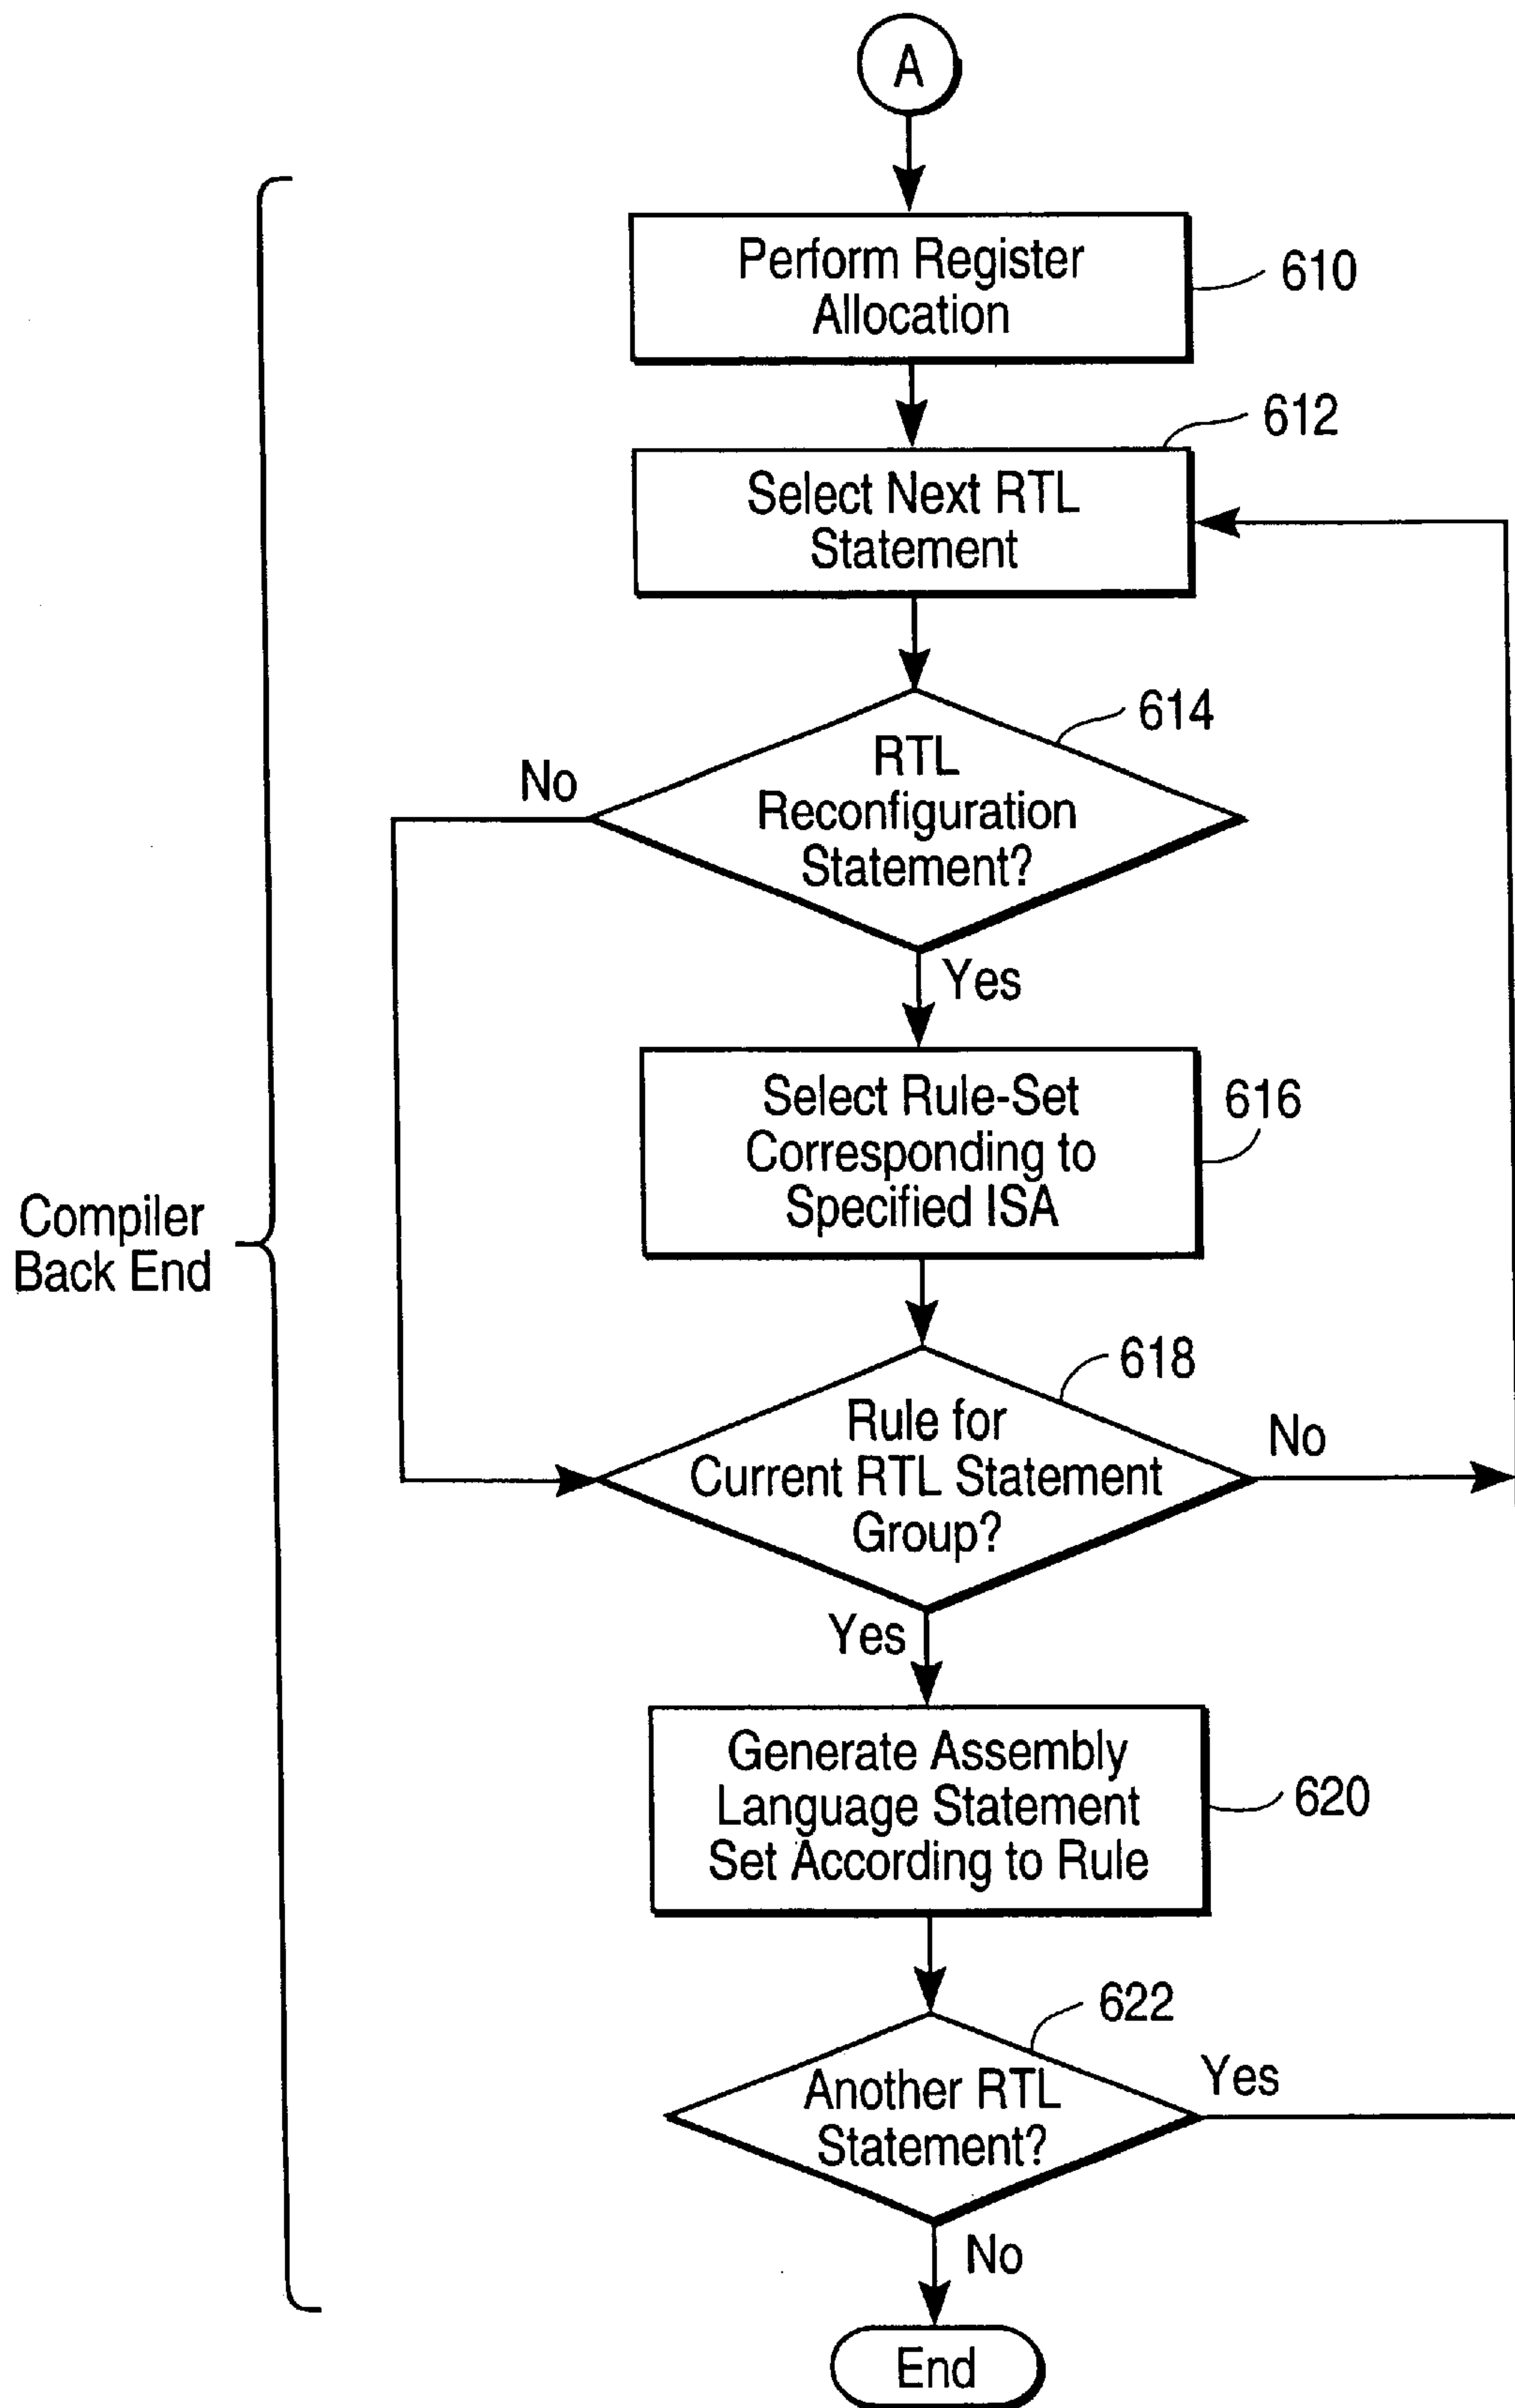 A
Perform Register
Allocation
610
612
Select Next RTL
Statement
614
RTL
Reconfiguration
Statement?
No
Yes
Select Rule-Set
Corresponding to
Specified ISA
616
Compiler
Back End
618
Rule for
Current RTL Statement
Group?
No
Yes
Generate Assembly
Language Statement
Set According to Rule
620
622
Another RTL
Statement?
Yes
No
End